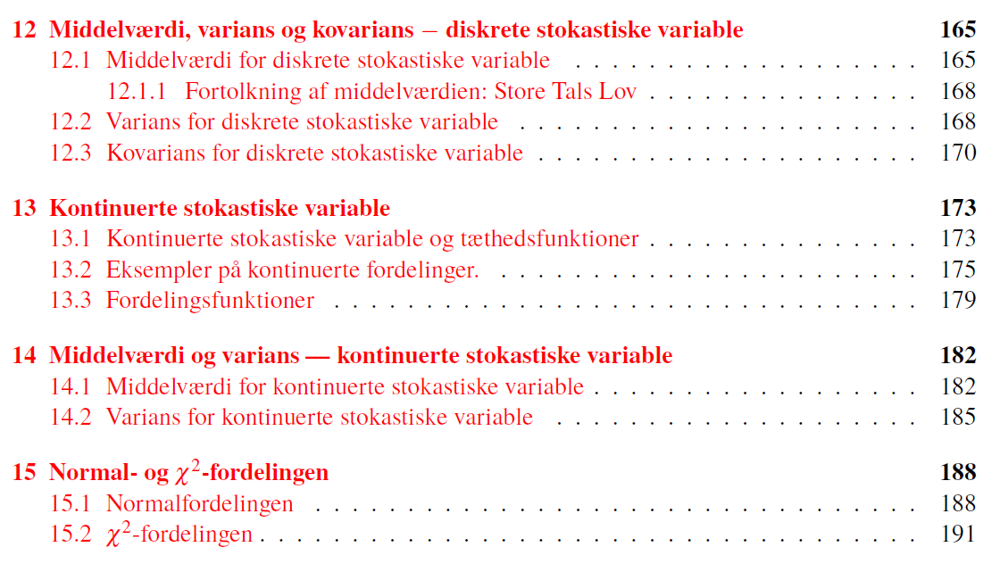 12 Middelværdi, varians og kovarians – diskrete stokastiske variable 165
12.1 Middelværdi for diskrete stokastiske variable . . . . . . . . . . . . . . . . . . . 165
12.1.1 Fortolkning af middelværdien: Store Tals Lov . . . . . . . . . . . . . . . 168
12.2 Varians for diskrete stokastiske variable . . . . . . . . . . . . . . . . . . . . . . 168
12.3 Kovarians for diskrete stokastiske variable . . . . . . . . . . . . . . . . . . . . . 170
13 Kontinuerte stokastiske variable 173
13.1 Kontinuerte stokastiske variable og tæthedsfunktioner . . . . . . . . . . . . . . . 173
13.2 Eksempler på kontinuerte fordelinger. . . . . . . . . . . . . . . . . . . . . . . . 175
13.3 Fordelingsfunktioner . . . . . . . . . . . . . . . . . . . . . . . . . . . . . . . . 179
14 Middelværdi og varians — kontinuerte stokastiske variable 182
14.1 Middelværdi for kontinuerte stokastiske variable . . . . . . . . . . . . . . . . . . 182
14.2 Varians for kontinuerte stokastiske variable . . . . . . . . . . . . . . . . . . . . 185
15 Normal- og χ²-fordelingen 188
15.1 Normalfordelingen . . . . . . . . . . . . . . . . . . . . . . . . . . . . . . . . . 188
15.2 χ²-fordelingen . . . . . . . . . . . . . . . . . . . . . . . . . . . . . . . . . . . . 191